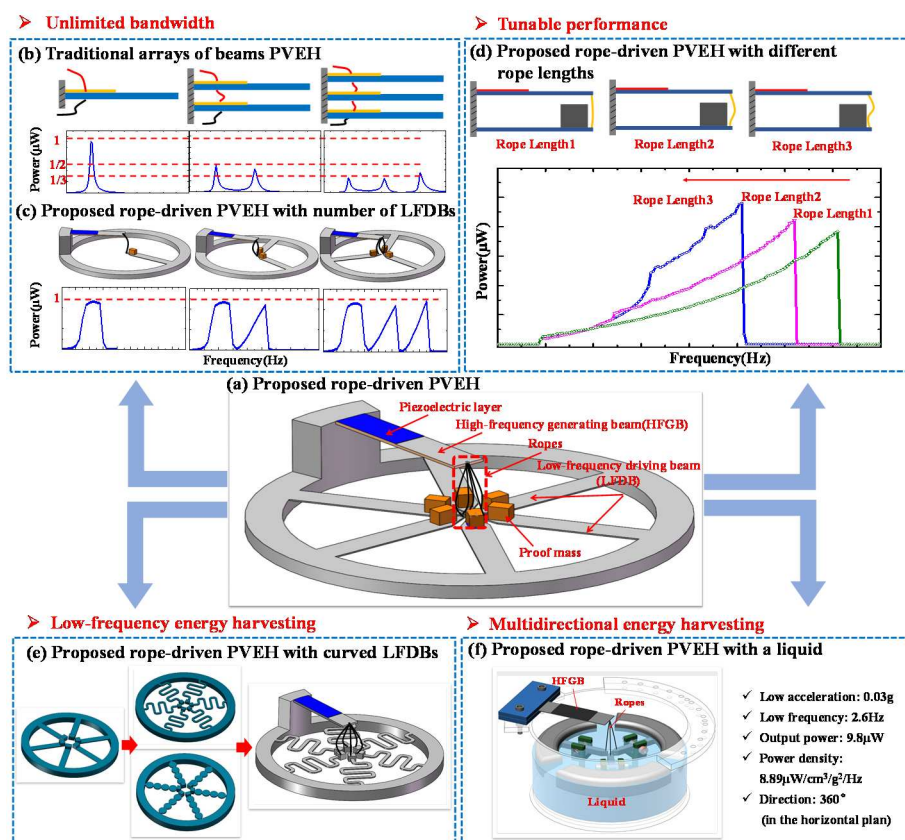 ➢ Unlimited bandwidth
(b) Traditional arrays of beams PVEH
Power(μW)
1
1/2
1/3
(c) Proposed rope-driven PVEH with number of LFDBs
Power(μW)
1
Frequency(Hz)
➢ Tunable performance
(d) Proposed rope-driven PVEH with different
rope lengths
Rope Length1
Rope Length2
Rope Length3
Rope Length3
Rope Length2
Rope Length1
Power(μW)
Frequency(Hz)
(a) Proposed rope-driven PVEH
Piezoelectric layer
High-frequency generating beam(HFGB)
Ropes
Low-frequency driving beam
(LFDB)
Proof mass
➢ Low-frequency energy harvesting
(e) Proposed rope-driven PVEH with curved LFDBs
➢ Multidirectional energy harvesting
(f) Proposed rope-driven PVEH with a liquid
HFGB
Ropes
Liquid
✓ Low acceleration: 0.03g
✓ Low frequency: 2.6Hz
✓ Output power: 9.8μW
✓ Power density:
8.89μW/cm³/g²/Hz
✓ Direction: 360°
(in the horizontal plan)